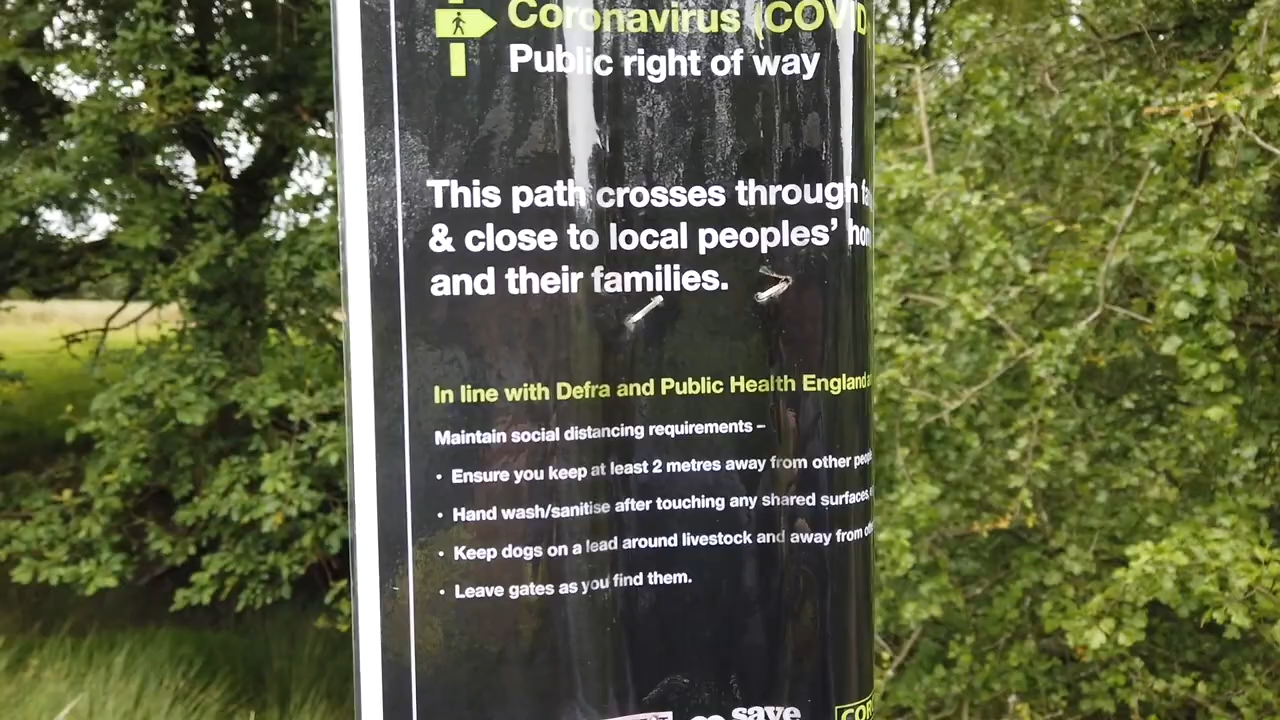 Coronavirus (COVID
Public right of way
This path crosses through
& close to local peoples'
and their families.
In line with Defra and Public Health England
Maintain social distancing requirements –
• Ensure you keep at least 2 metres away from other
• Hand wash/sanitise after touching any shared surfaces,
• Keep dogs on a lead around livestock and away from
• Leave gates as you find them.
save